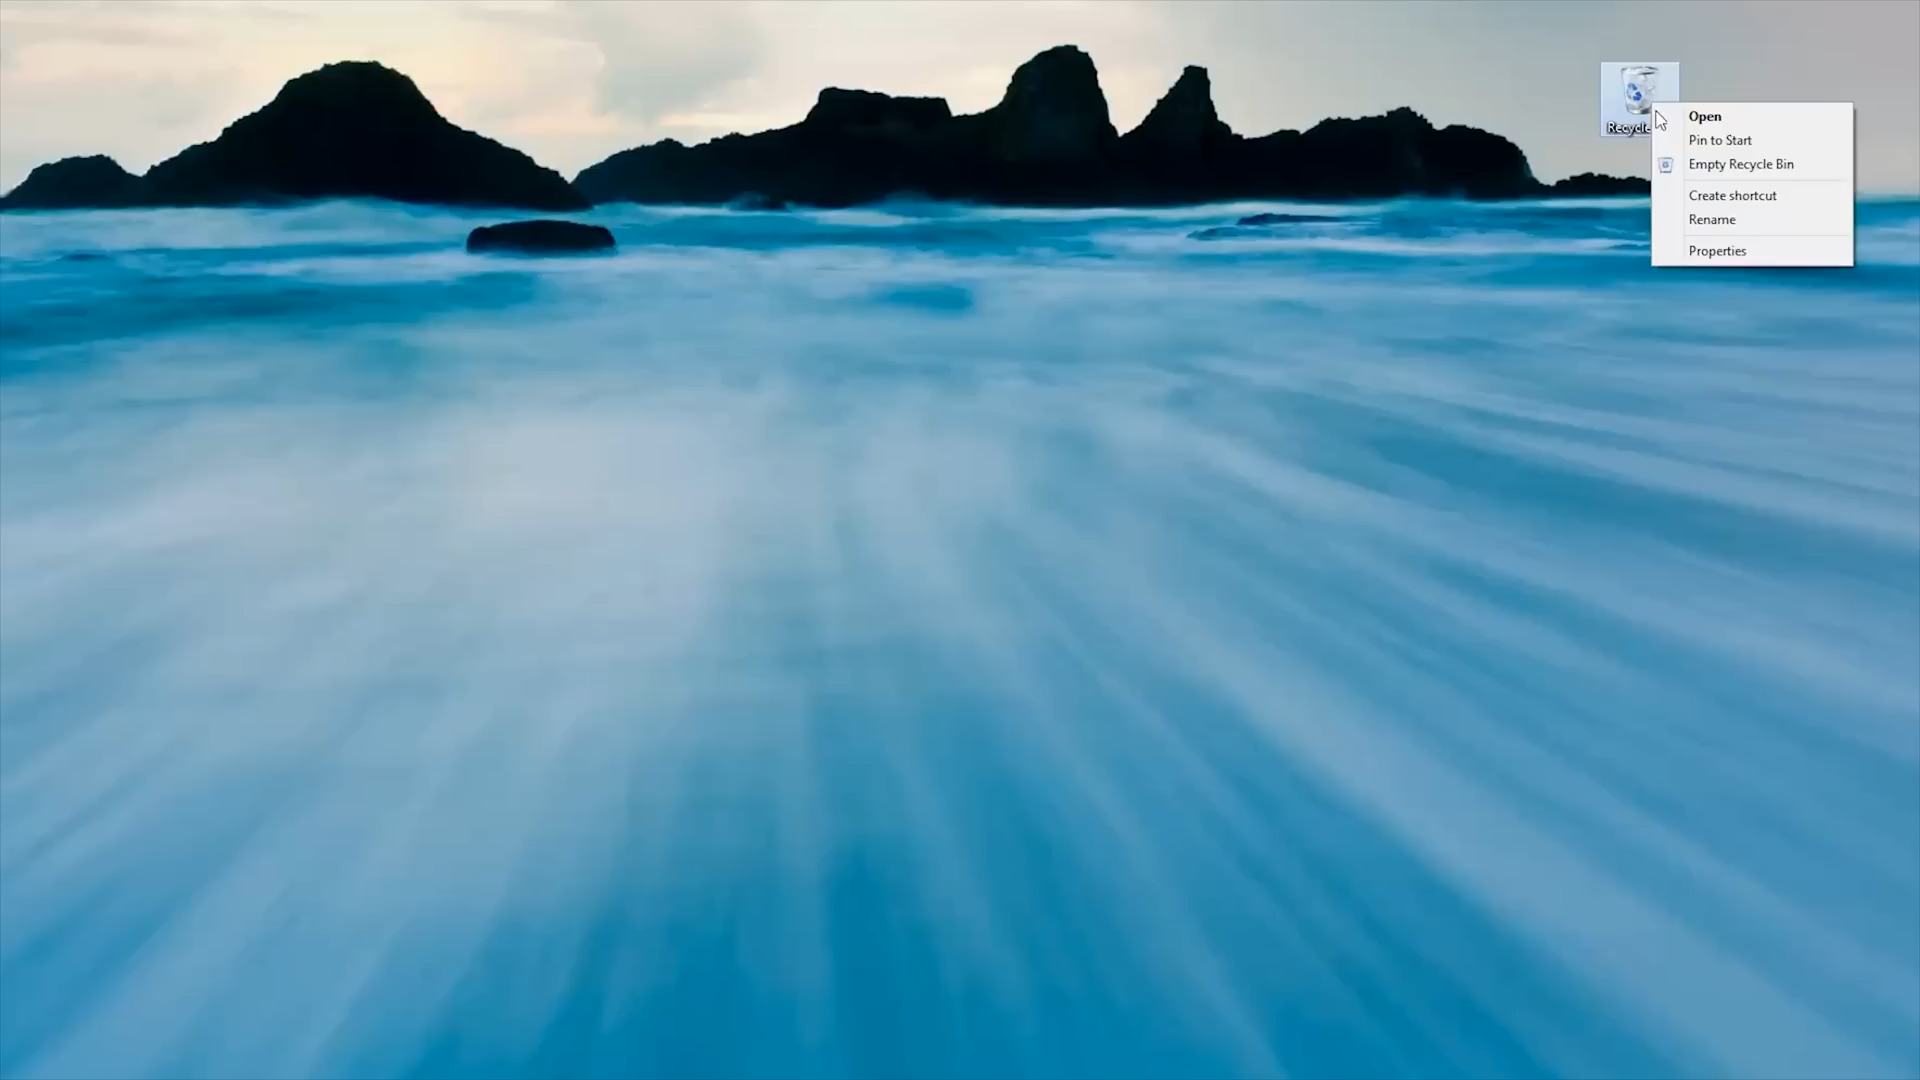 Recycle
Open
Pin to Start
Empty Recycle Bin
Create shortcut
Rename
Properties